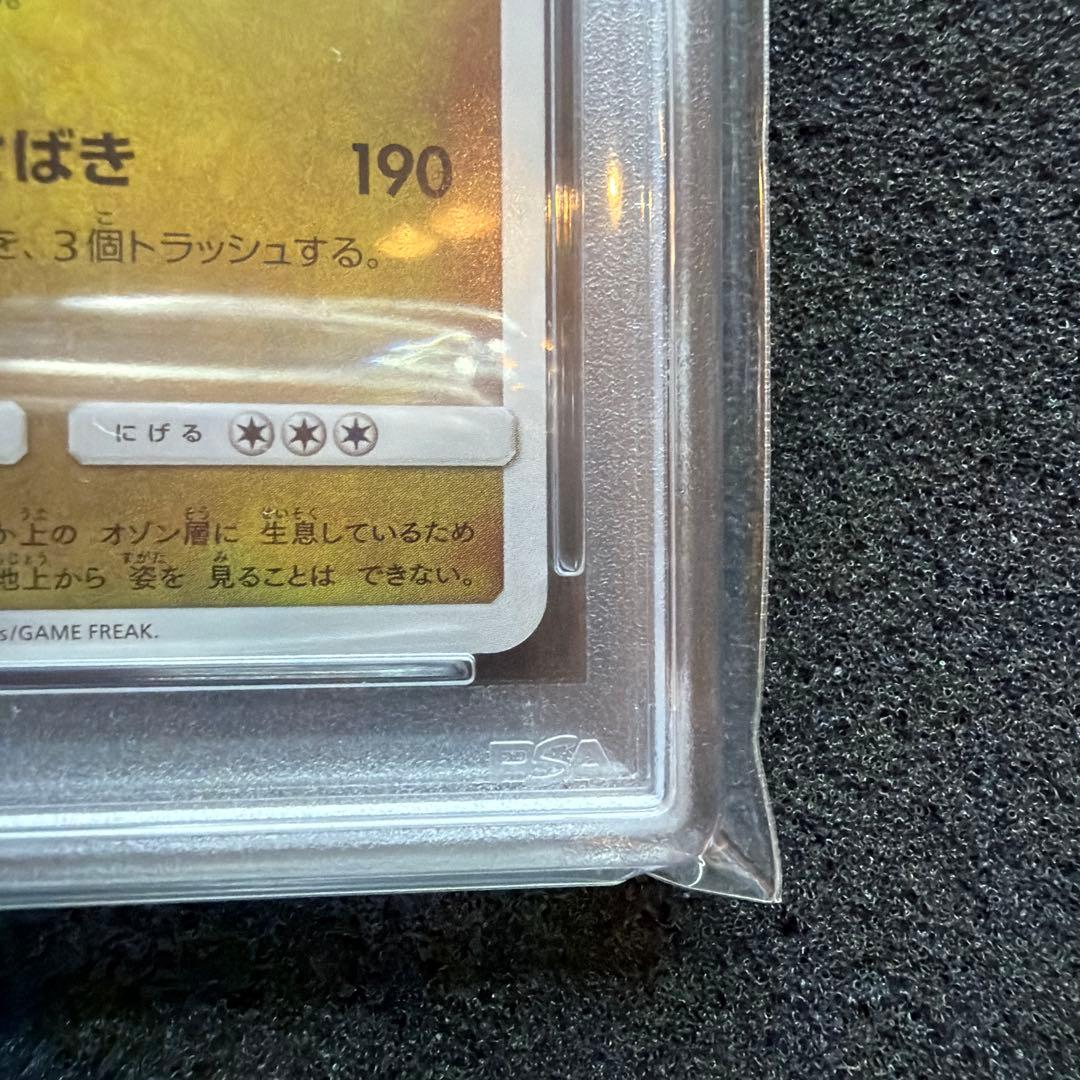 ばき 190
を、3個トラッシュする。
にげる
上の オゾン層に 生息しているため
地上から 姿を 見ることは できない。
s/GAME FREAK.
PSA